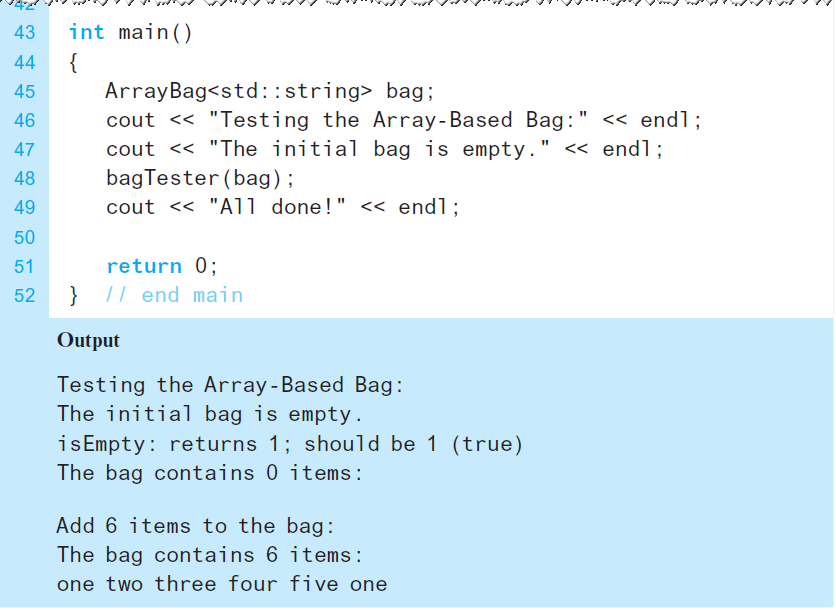 42
43 int main()
44 {
45 ArrayBag<std::string> bag;
46 cout << "Testing the Array-Based Bag:" << endl;
47 cout << "The initial bag is empty." << endl;
48 bagTester(bag);
49 cout << "All done!" << endl;
50
51 return 0;
52 } // end main
Output
Testing the Array-Based Bag:
The initial bag is empty.
isEmpty: returns 1; should be 1 (true)
The bag contains 0 items:
Add 6 items to the bag:
The bag contains 6 items:
one two three four five one